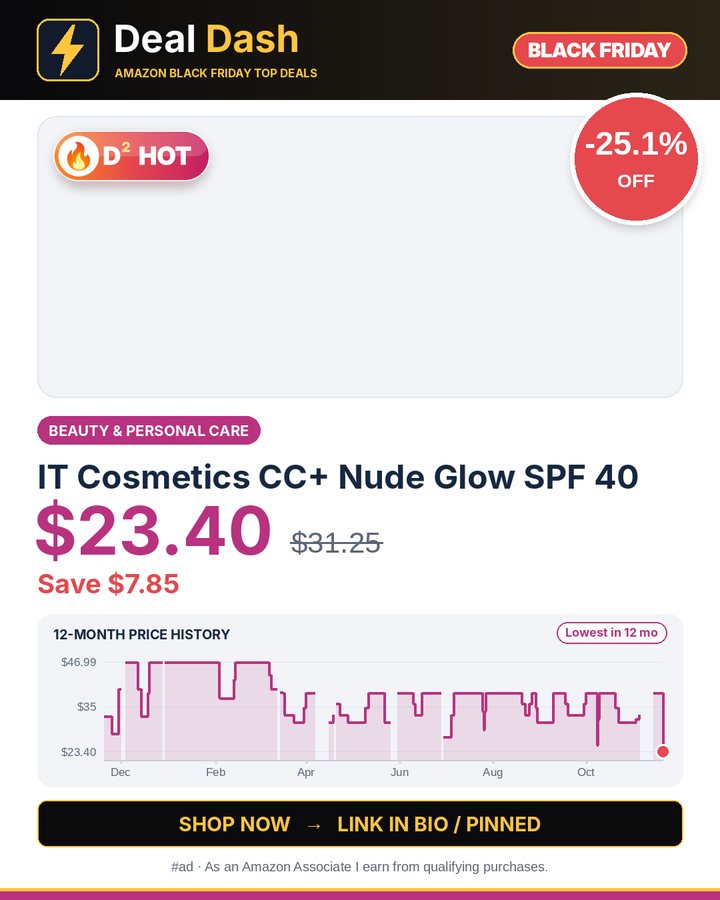 Deal Dash
AMAZON BLACK FRIDAY TOP DEALS
BLACK FRIDAY
🔥 D² HOT
-25.1%
OFF
BEAUTY & PERSONAL CARE
IT Cosmetics CC+ Nude Glow SPF 40
$23.40 $31.25
Save $7.85
12-MONTH PRICE HISTORY
Lowest in 12 mo
$46.99
$35
$23.40
Dec Feb Apr Jun Aug Oct
SHOP NOW → LINK IN BIO / PINNED
#ad · As an Amazon Associate I earn from qualifying purchases.